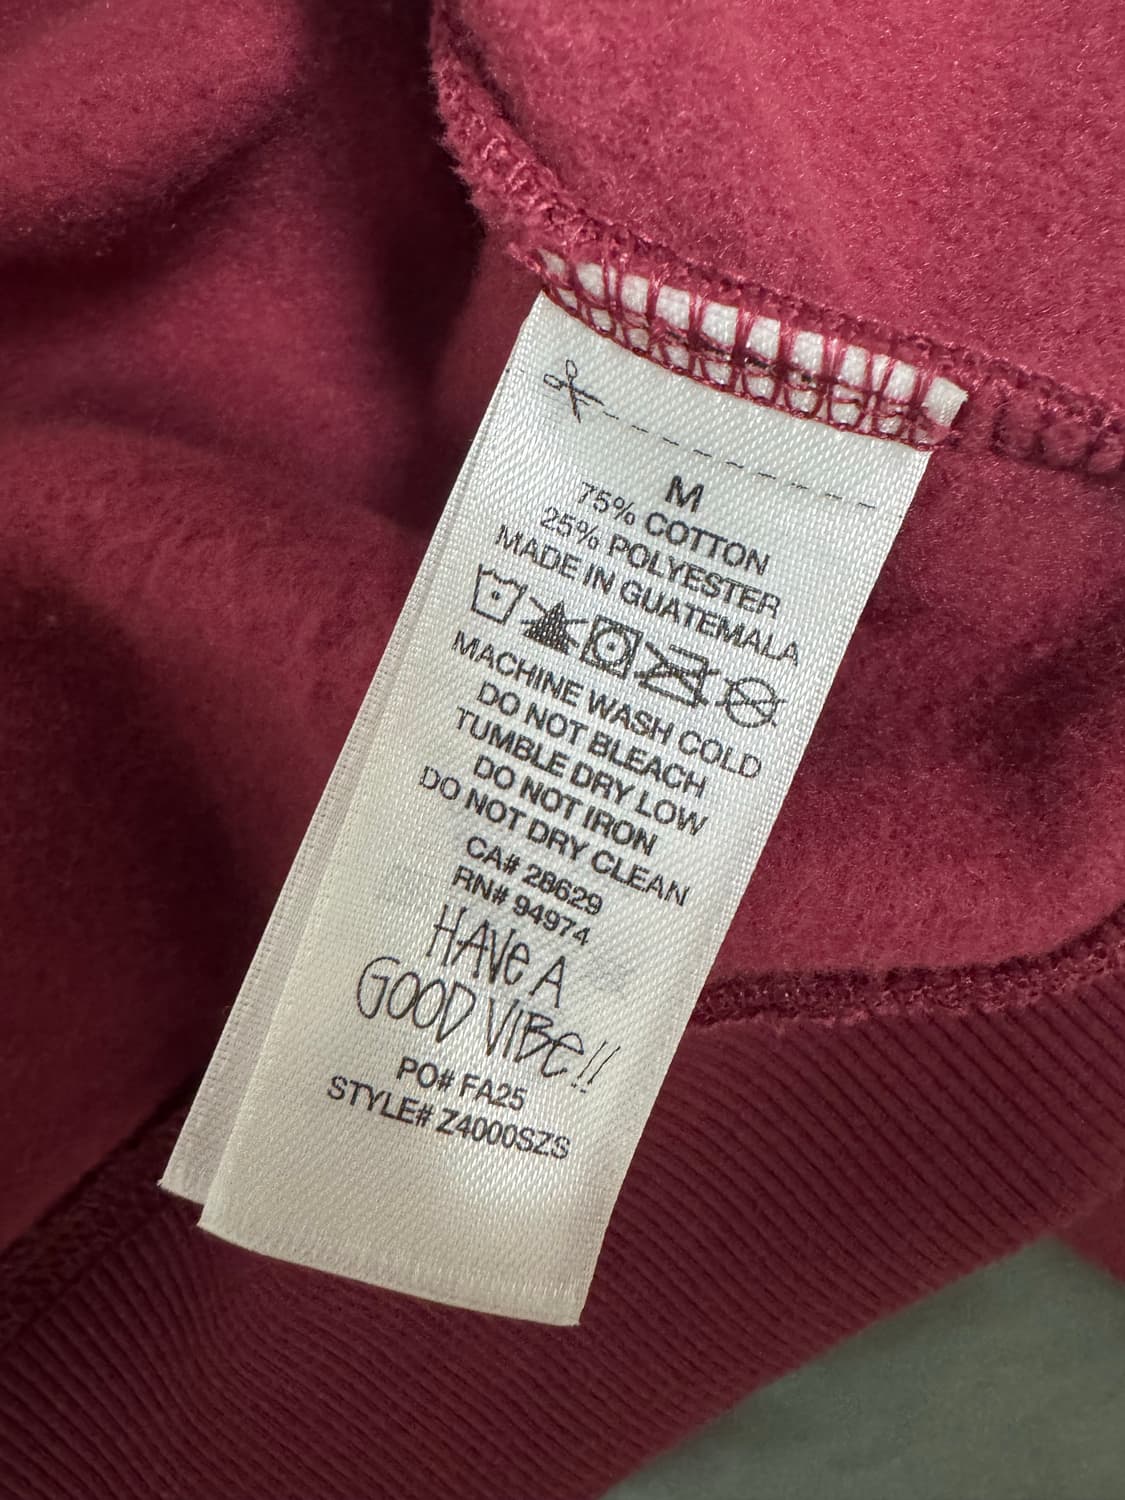 M
75% COTTON
25% POLYESTER
MADE IN GUATEMALA
MACHINE WASH COLD
DO NOT BLEACH
TUMBLE DRY LOW
DO NOT IRON
DO NOT DRY CLEAN
CA# 28629
RN# 94974
HAVE A
GOOD VIBE!!
PO# FA25
STYLE# Z4000SZS